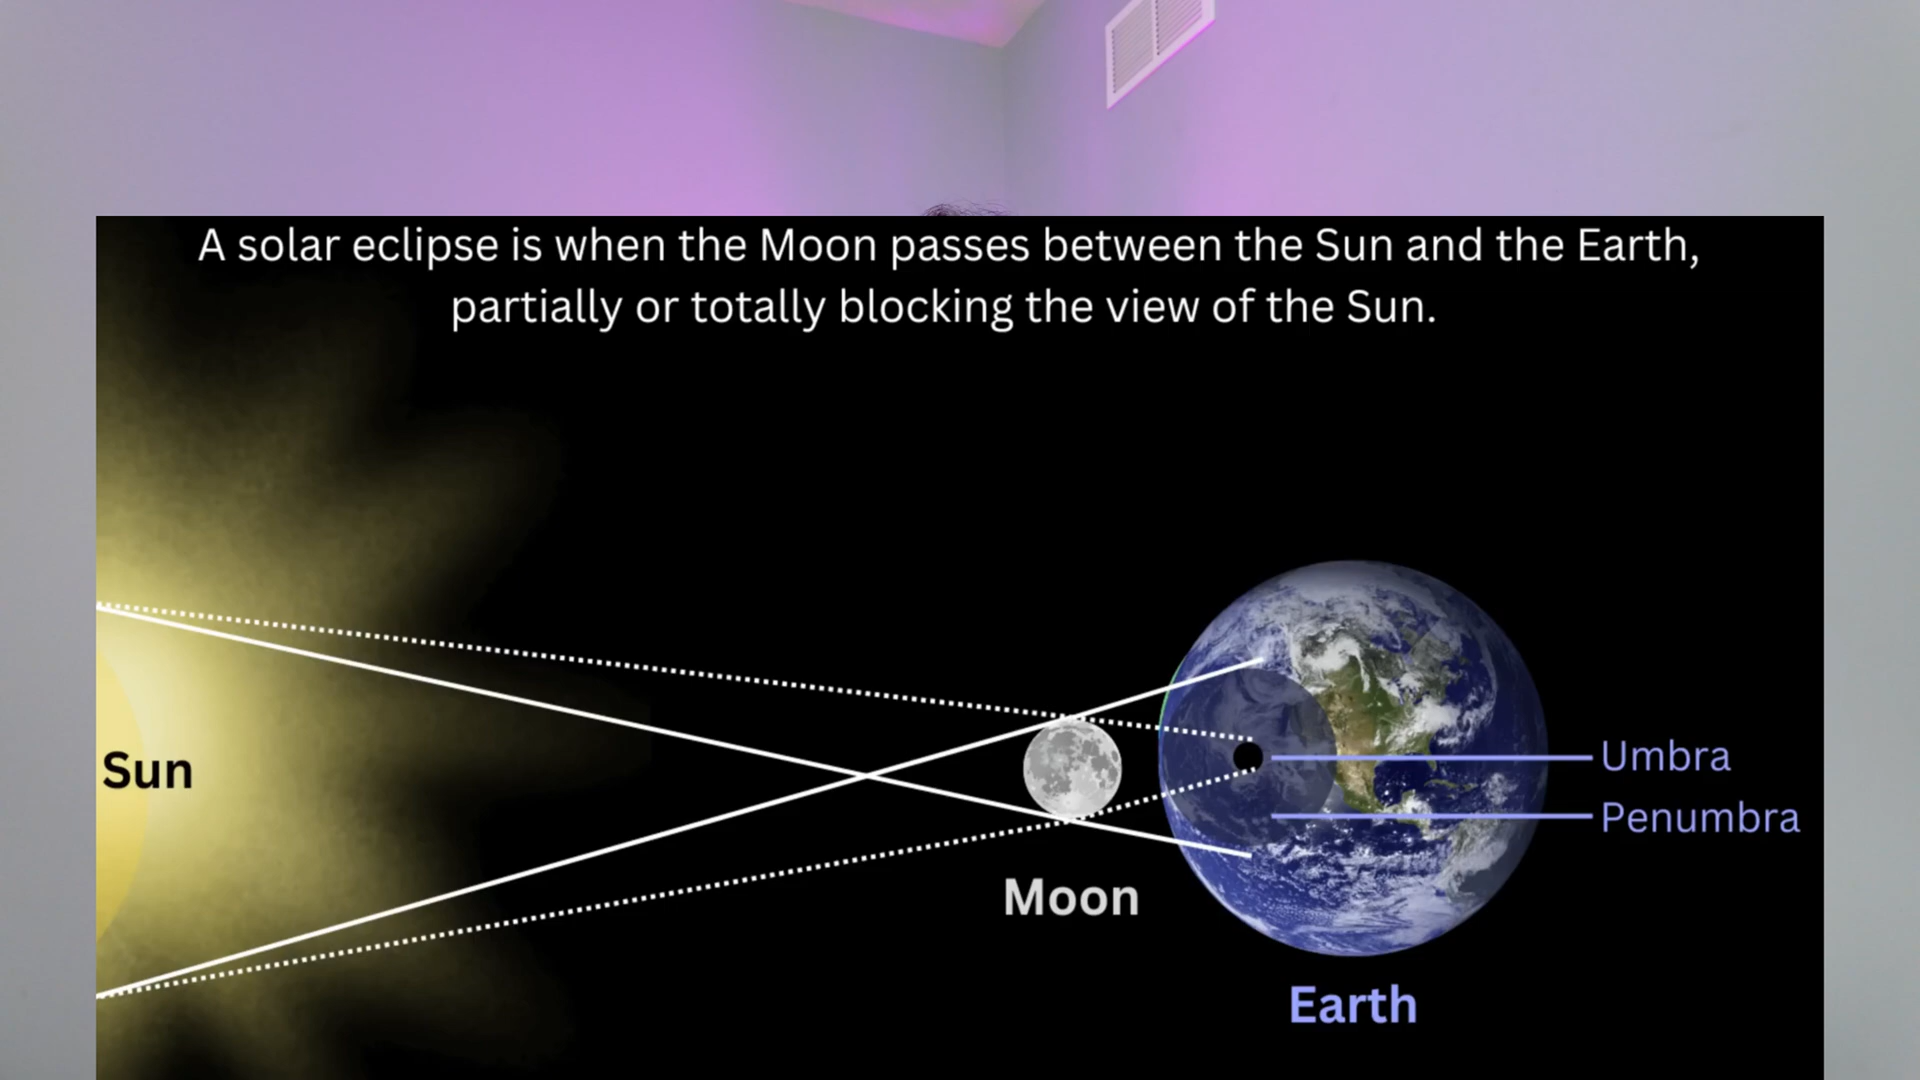 A solar eclipse is when the Moon passes between the Sun and the Earth,
partially or totally blocking the view of the Sun.
Sun
Umbra
Penumbra
Moon
Earth